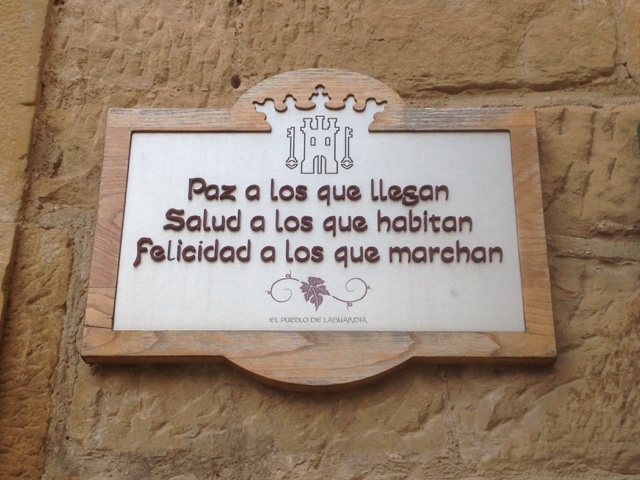 Paz a los que llegan
Salud a los que habitan
Felicidad a los que marchan
EL PUEBLO DE LAGUARDIA